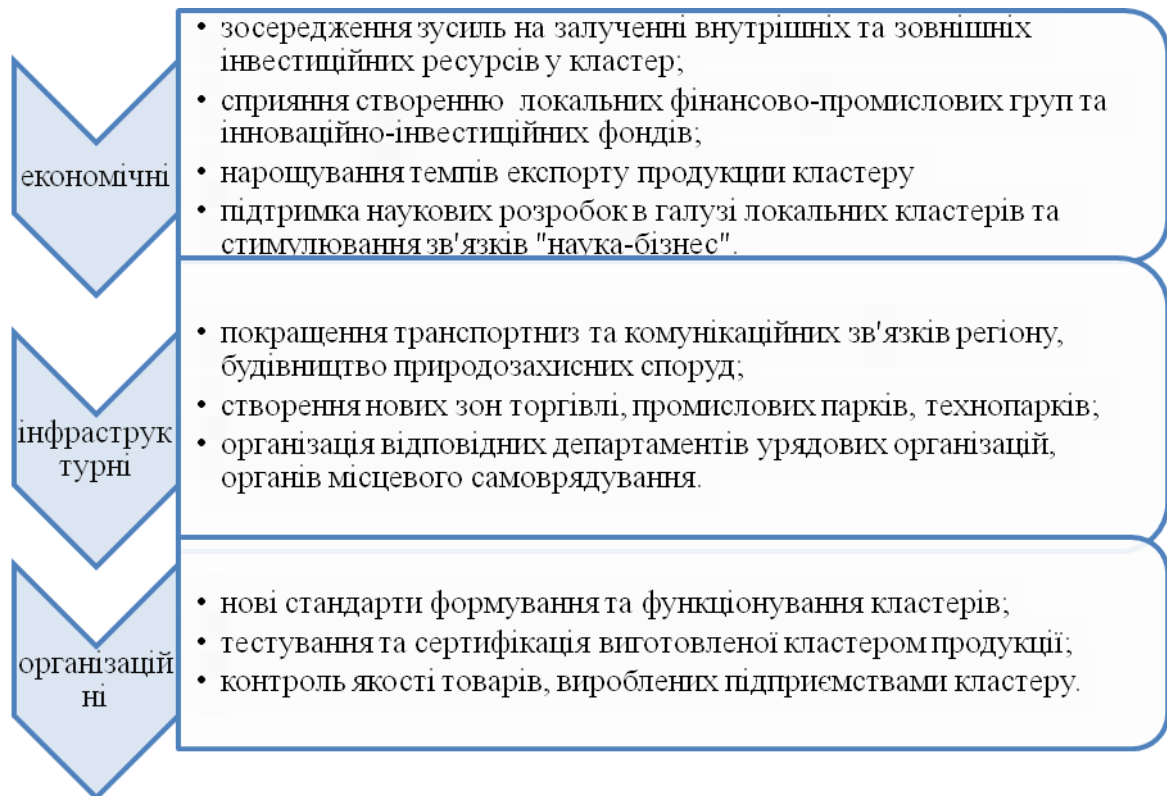 економічні
• зосередження зусиль на залученні внутрішніх та зовнішніх
інвестиційних ресурсів у кластер;
• сприяння створенню локальних фінансово-промислових груп та
інноваційно-інвестиційних фондів;
• нарощування темпів експорту продукции кластеру
• підтримка наукових розробок в галузі локальних кластерів та
стимулювання зв'язків "наука-бізнес".
інфраструк
турні
• покращення транспортниз та комунікаційних зв'язків регіону,
будівництво природозахисних споруд;
• створення нових зон торгівлі, промислових парків, технопарків;
• організація відповідних департаментів урядових організацій,
органів місцевого самоврядування.
організацій
ні
• нові стандарти формування та функціонування кластерів;
• тестування та сертифікація виготовленої кластером продукції;
• контроль якості товарів, вироблених підприємствами кластеру.